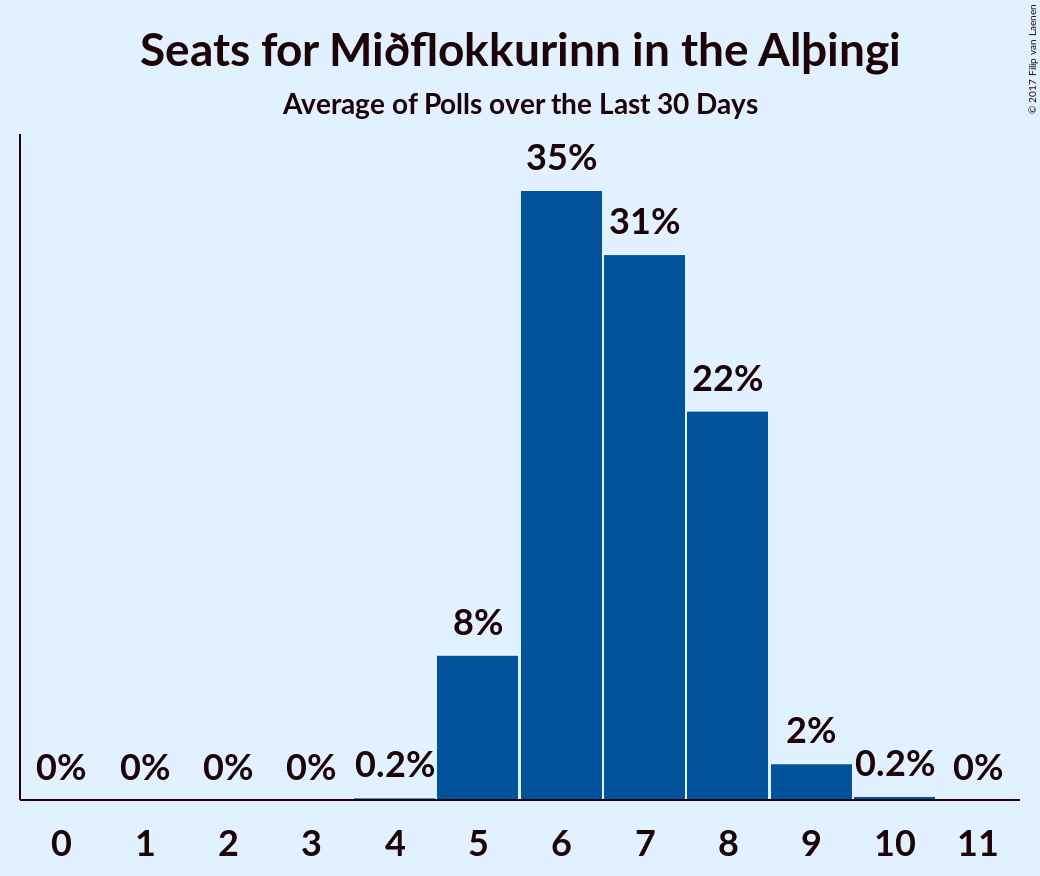 Seats for Miðflokkurinn in the Alþingi
Average of Polls over the Last 30 Days
© 2017 Filip van Laenen
35%
31%
22%
8%
2%
0% 0% 0% 0% 0.2% 0.2% 0%
0 1 2 3 4 5 6 7 8 9 10 11